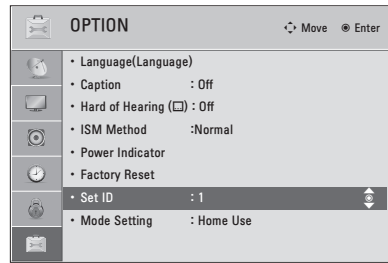 OPTION Move Enter
• Language(Language)
• Caption : Off
• Hard of Hearing ( ) : Off
• ISM Method :Normal
• Power Indicator
• Factory Reset
• Set ID : 1
• Mode Setting : Home Use